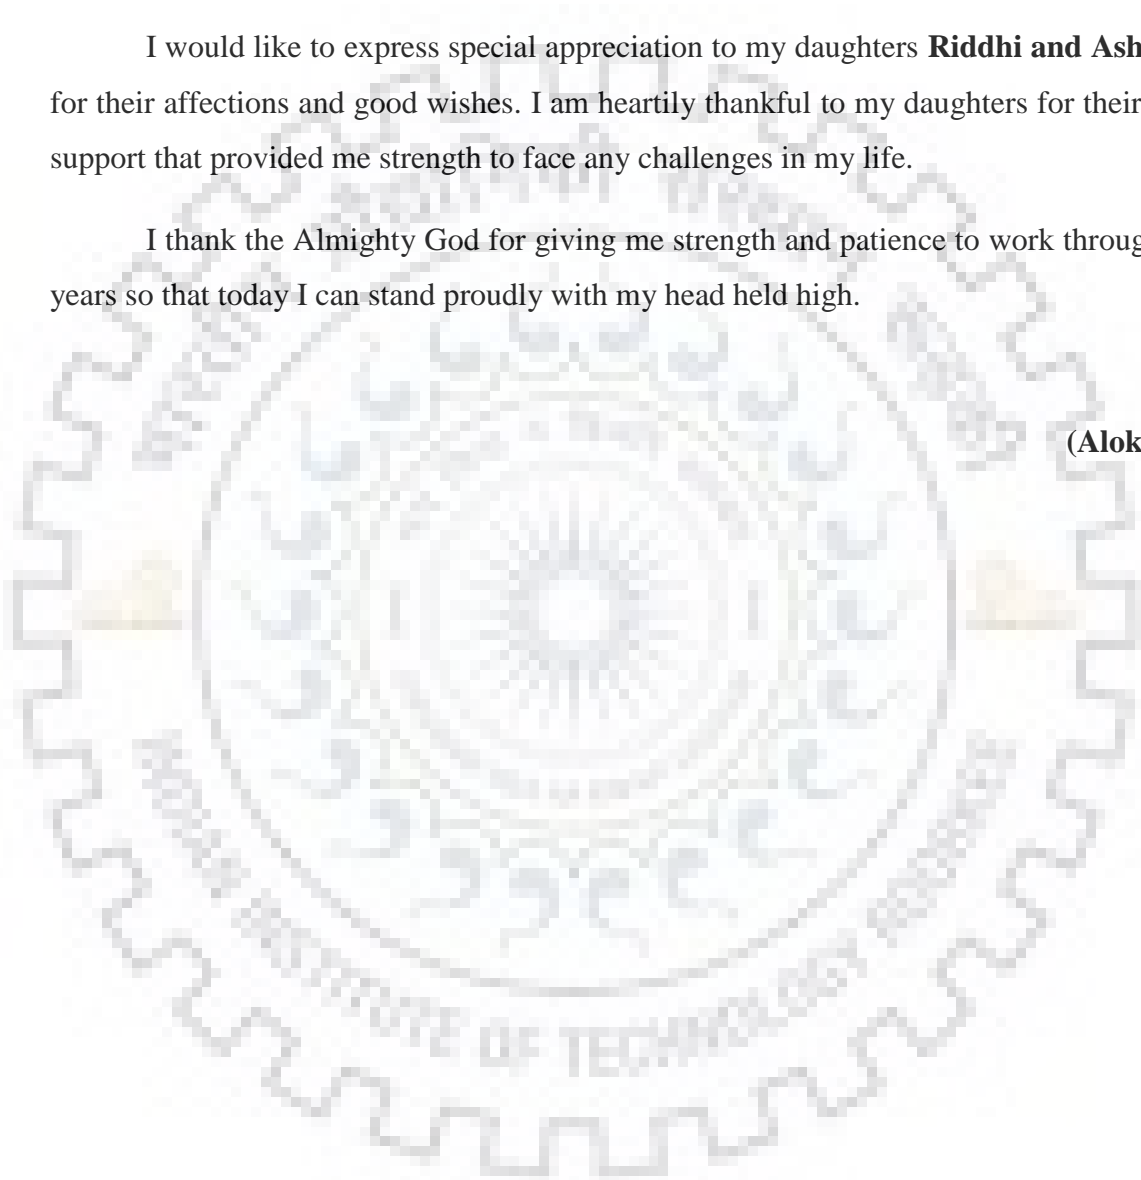 I would like to express special appreciation to my daughters Riddhi and Ash
for their affections and good wishes. I am heartily thankful to my daughters for their
support that provided me strength to face any challenges in my life.
I thank the Almighty God for giving me strength and patience to work throug
years so that today I can stand proudly with my head held high.
(Alok
INSTITUTE OF TECHNOLOGY